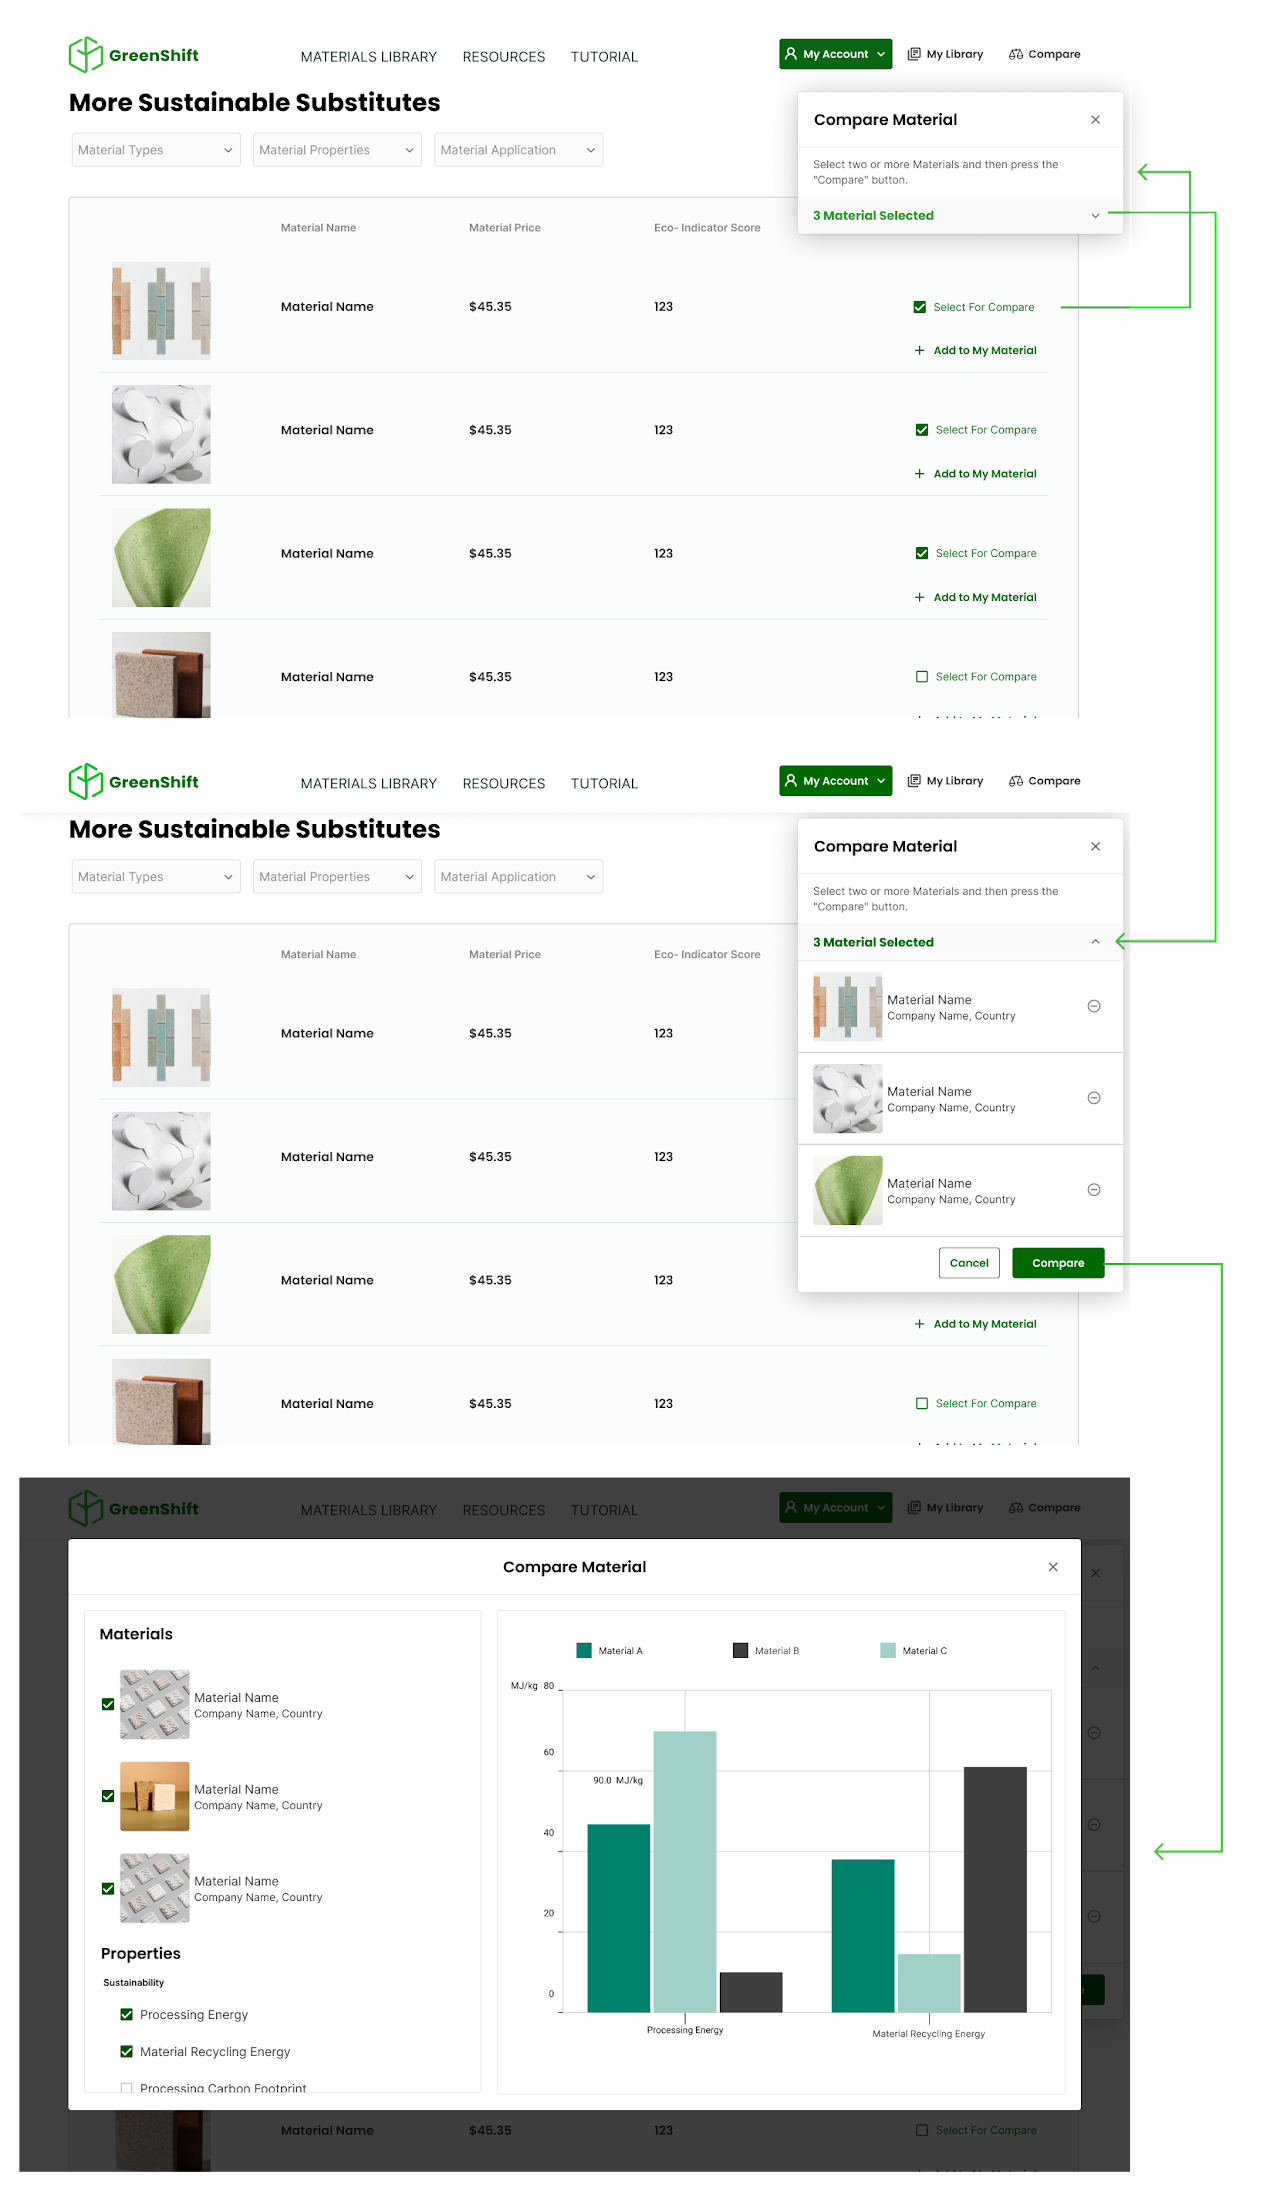 GreenShift
MATERIALS LIBRARY RESOURCES TUTORIAL
My Account My Library Compare
More Sustainable Substitutes
Material Types Material Properties Material Application
Compare Material
Select two or more Materials and then press the
"Compare" button.
3 Material Selected
Material Name Material Price Eco- Indicator Score
Material Name $45.35 123 Select For Compare
+ Add to My Material
Material Name $45.35 123 Select For Compare
+ Add to My Material
Material Name $45.35 123 Select For Compare
+ Add to My Material
Material Name $45.35 123 Select For Compare
GreenShift
MATERIALS LIBRARY RESOURCES TUTORIAL
My Account My Library Compare
More Sustainable Substitutes
Material Types Material Properties Material Application
Compare Material
Select two or more Materials and then press the
"Compare" button.
3 Material Selected
Material Name
Company Name, Country
Material Name
Company Name, Country
Material Name
Company Name, Country
Cancel Compare
Material Name Material Price Eco- Indicator Score
Material Name $45.35 123
Material Name $45.35 123
Material Name $45.35 123
+ Add to My Material
Material Name $45.35 123 Select For Compare
GreenShift
MATERIALS LIBRARY RESOURCES TUTORIAL
My Account My Library Compare
Compare Material
Materials
Material Name
Company Name, Country
Material Name
Company Name, Country
Material Name
Company Name, Country
Properties
Sustainability
Processing Energy
Material Recycling Energy
Processing Carbon Footprint
Material A Material B Material C
MJ/kg 80
60
90.0 MJ/kg
40
20
0
Processing Energy
Material Recycling Energy
Material Name $45.35 123 Select For Compare